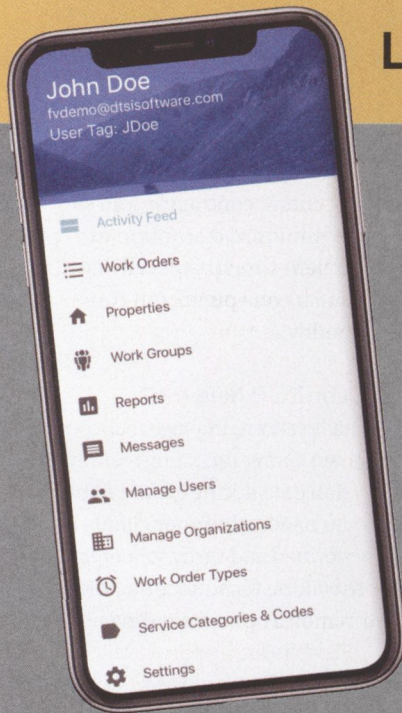 L
John Doe
fvdemo@dtsisoftware.com
User Tag: JDoe
Activity Feed
Work Orders
Properties
Work Groups
Reports
Messages
Manage Users
Manage Organizations
Work Order Types
Service Categories & Codes
Settings